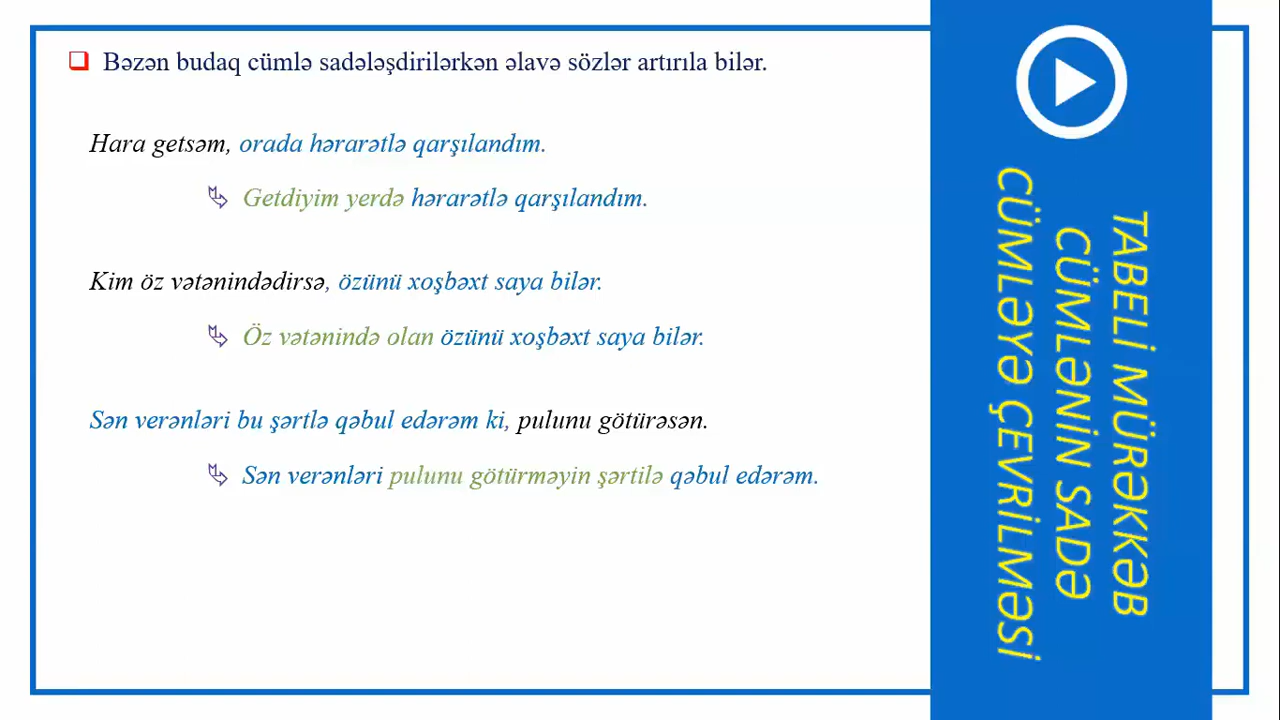 Bəzən budaq cümlə sadələşdirilərkən əlavə sözlər artırıla bilər.
Hara getsəm, orada hərarətlə qarşılandım.
Getdiyim yerdə hərarətlə qarşılandım.
Kim öz vətənindədirsə, özünü xoşbəxt saya bilər.
Öz vətənində olan özünü xoşbəxt saya bilər.
Sən verənləri bu şərtlə qəbul edərəm ki, pulunu götürəsən.
Sən verənləri pulunu götürməyin şərtilə qəbul edərəm.
TABELİ MÜRƏKKƏB
CÜMLƏNİN SADƏ
CÜMLƏYƏ ÇEVRİLMƏSİ